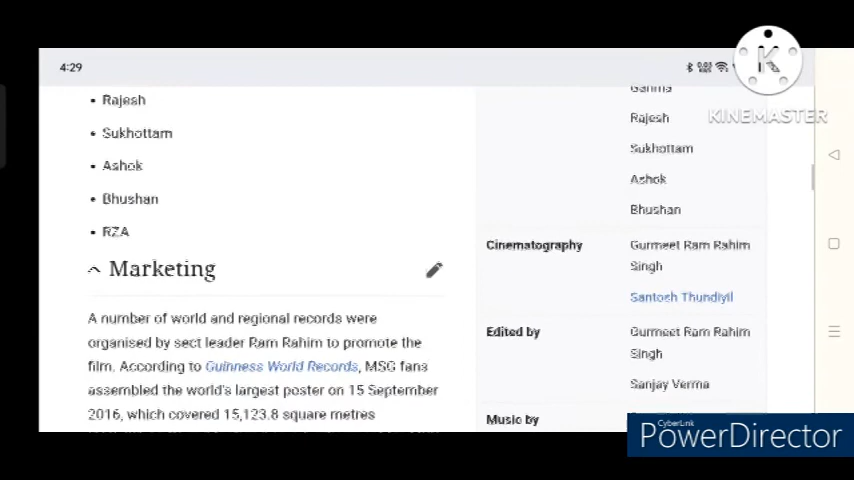 4:29
KINEMASTER
• Rajesh
• Sukhottam
• Ashok
• Bhushan
• RZA
Marketing
A number of world and regional records were
organised by sect leader Ram Rahim to promote the
film. According to Guinness World Records, MSG fans
assembled the world's largest poster on 15 September
2016, which covered 15,123.8 square metres
Rajesh
Sukhottam
Ashok
Bhushan
Cinematography
Gurmeet Ram Rahim
Singh
Santosh Thundiyil
Edited by
Gurmeet Ram Rahim
Singh
Sanjay Verma
Music by
CyberLink
PowerDirector